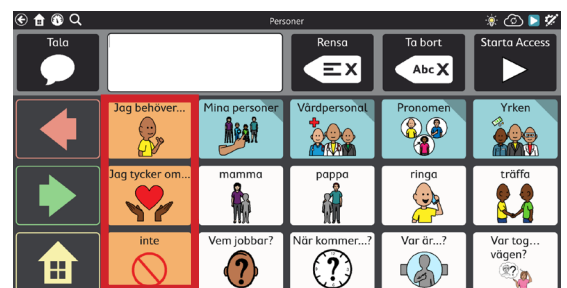 Personer
Tala
Rensa
Ta bort
Starta Access
Abc X
Jag behöver...
Mina personer
Vårdpersonal
Pronomen
Yrken
Jag tycker om...
mamma
pappa
ringa
träffa
inte
Vem jobbar?
När kommer...?
Var är...?
Var tog...
vägen?